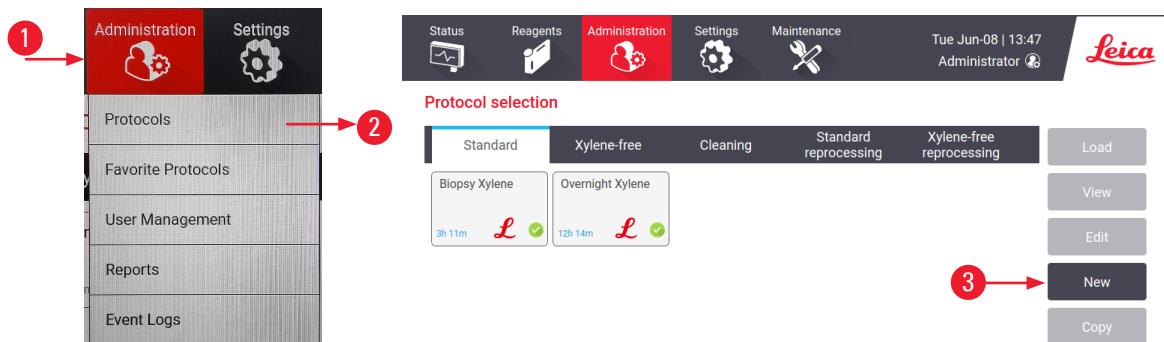 1
Administration
Settings
Protocols
2
Favorite Protocols
User Management
Reports
Event Logs
Status
Reagents
Administration
Settings
Maintenance
Tue Jun-08 | 13:47
Administrator
Leica
Protocol selection
Standard
Xylene-free
Cleaning
Standard
reprocessing
Xylene-free
reprocessing
Biopsy Xylene
3h 11m
L
Overnight Xylene
12h 14m
L
Load
View
Edit
3
New
Copy